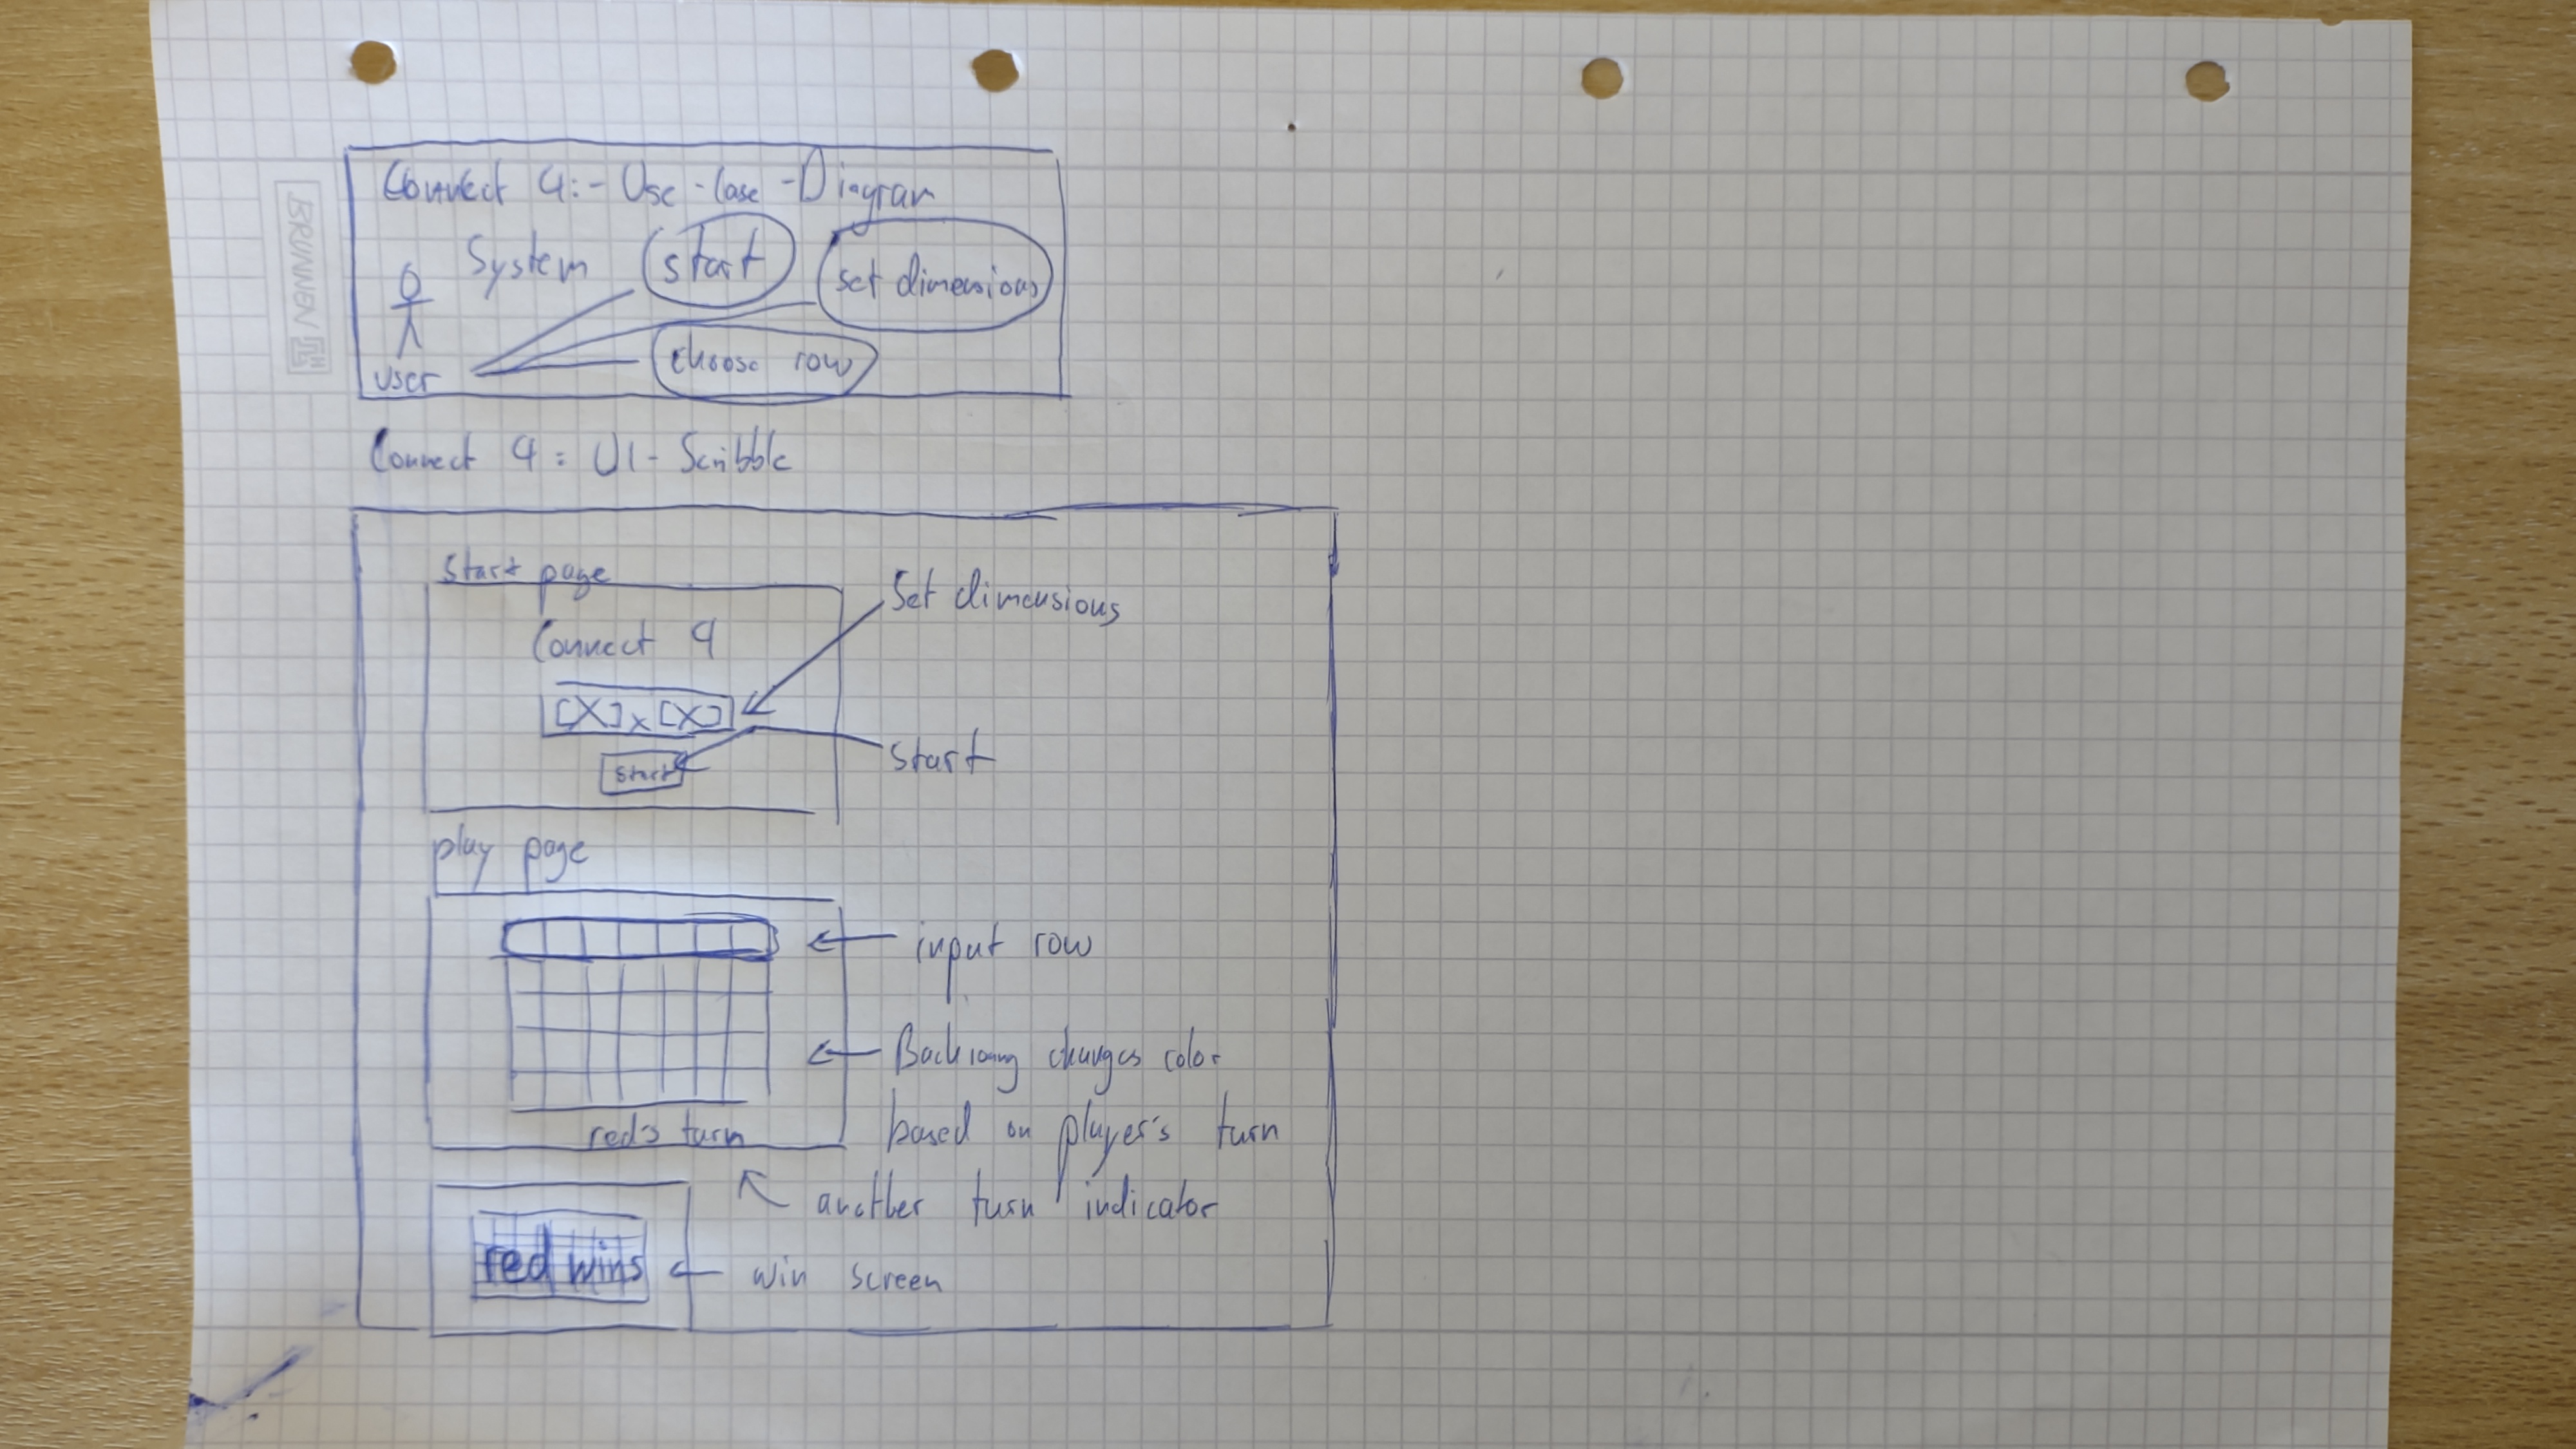 Connect 4: - Use - Case - Diagram
System
start
set dimensions
User
choose row
Connect 4: UI - Scribble
Start page
Set dimensions
Connect 4
[X] x [X]
start
Start
play page
input row
Background changes color
based on player's turn
red's turn
another turn indicator
red wins
win screen
BRUNNEN